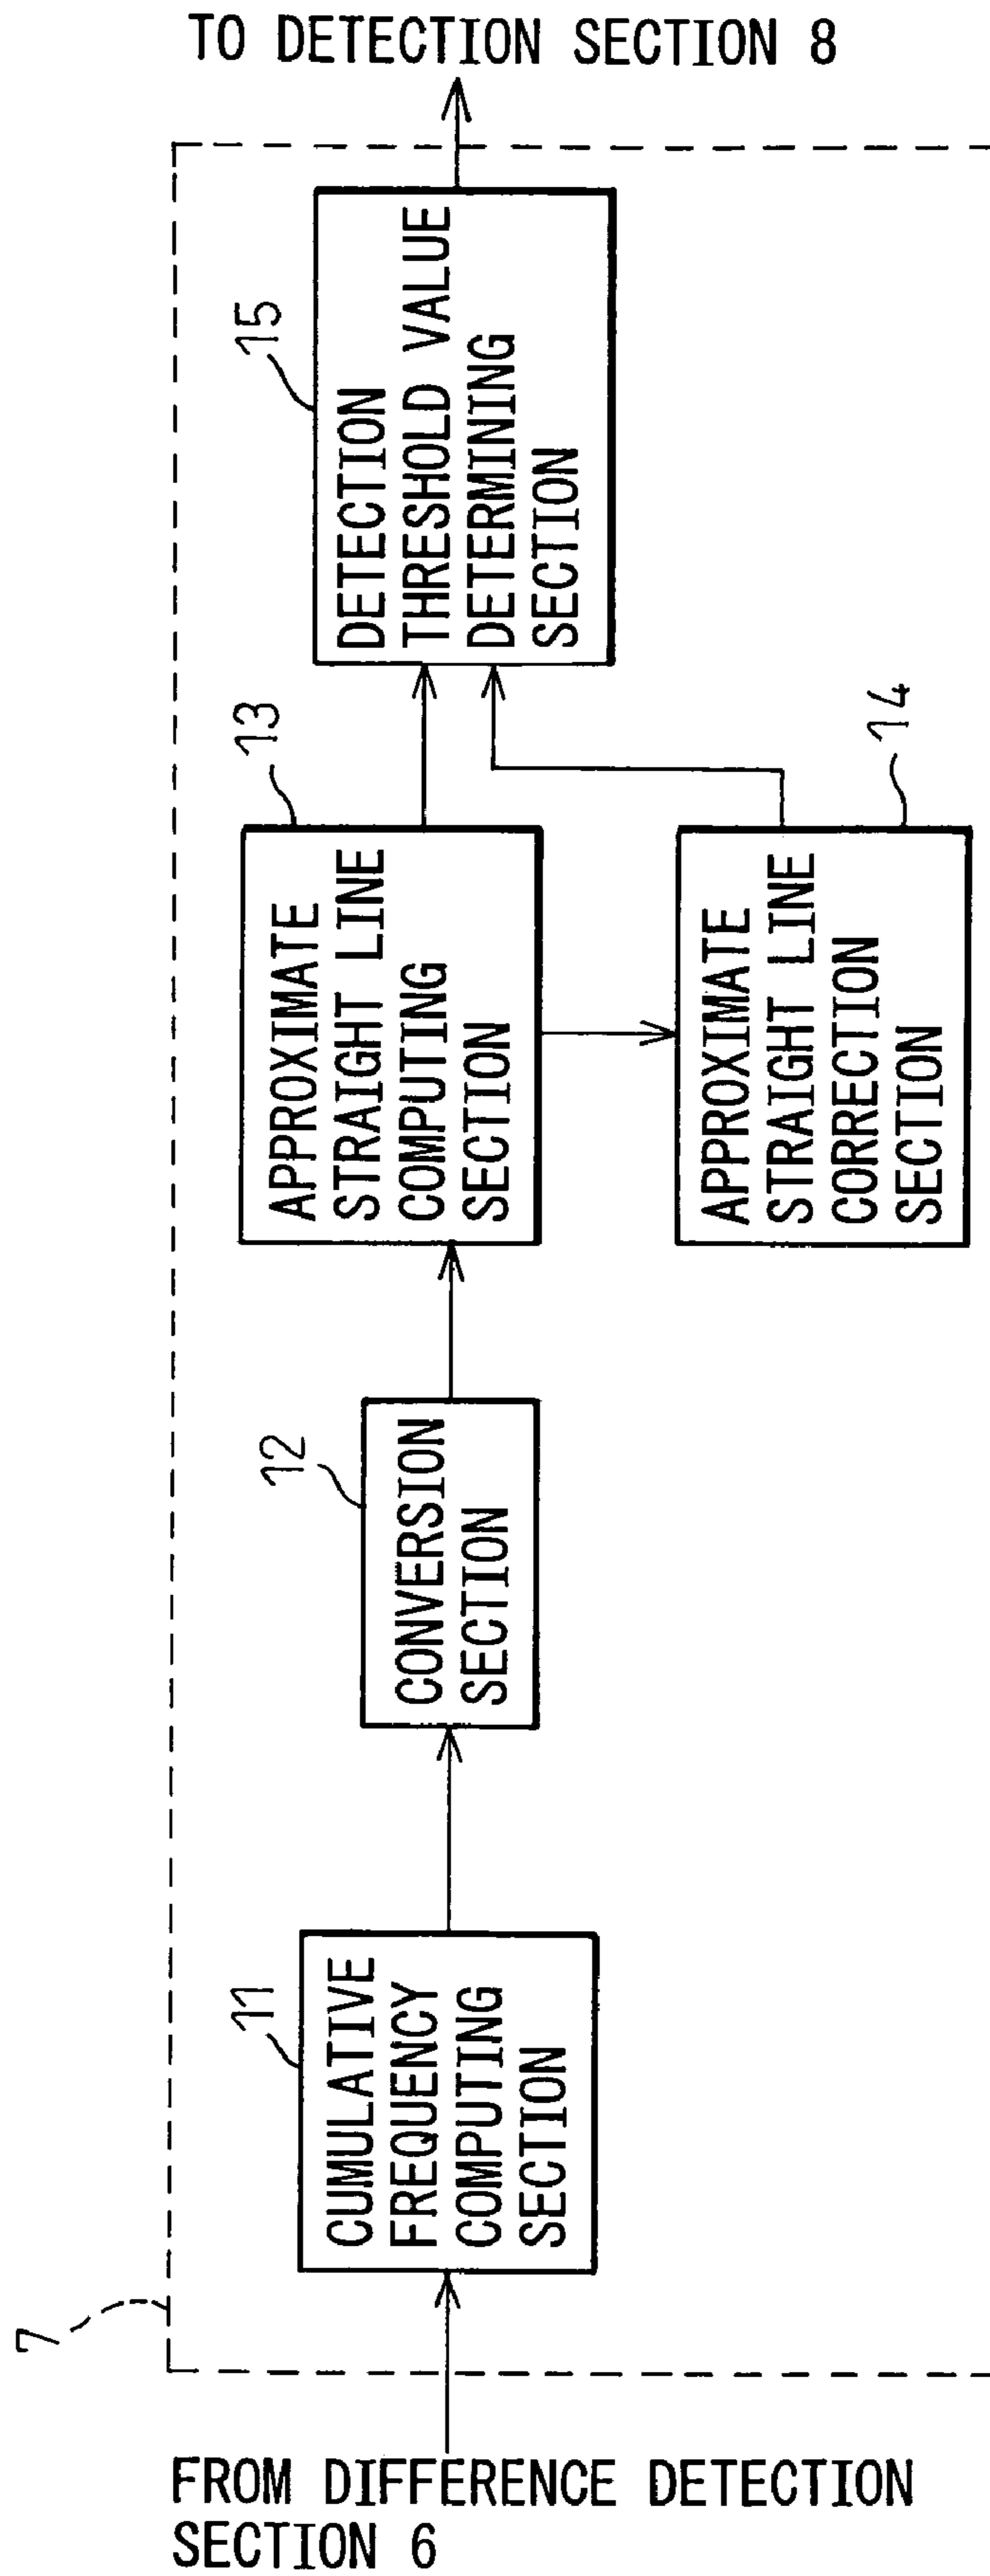 7
FROM DIFFERENCE DETECTION
SECTION 6
11
CUMULATIVE
FREQUENCY
COMPUTING
SECTION
12
CONVERSION
SECTION
13
APPROXIMATE
STRAIGHT LINE
COMPUTING
SECTION
14
APPROXIMATE
STRAIGHT LINE
CORRECTION
SECTION
15
DETECTION
THRESHOLD VALUE
DETERMINING
SECTION
TO DETECTION SECTION 8